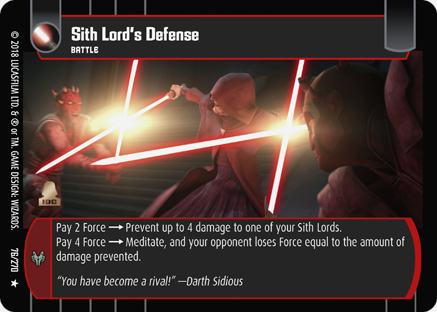 Sith Lord's Defense
BATTLE
Pay 2 Force → Prevent up to 4 damage to one of your Sith Lords.
Pay 4 Force → Meditate, and your opponent loses Force equal to the amount of
damage prevented.
"You have become a rival!" —Darth Sidious
© 2018 LUCASFILM LTD. & ® or TM. GAME DESIGN: WIZARDS.
76/270 ★